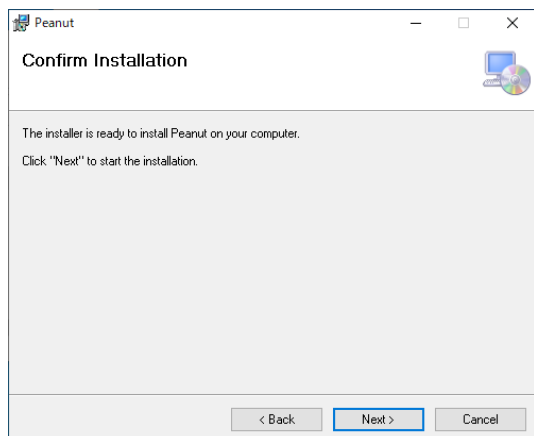 Peanut
Confirm Installation
The installer is ready to install Peanut on your computer.
Click "Next" to start the installation.
< Back
Next >
Cancel